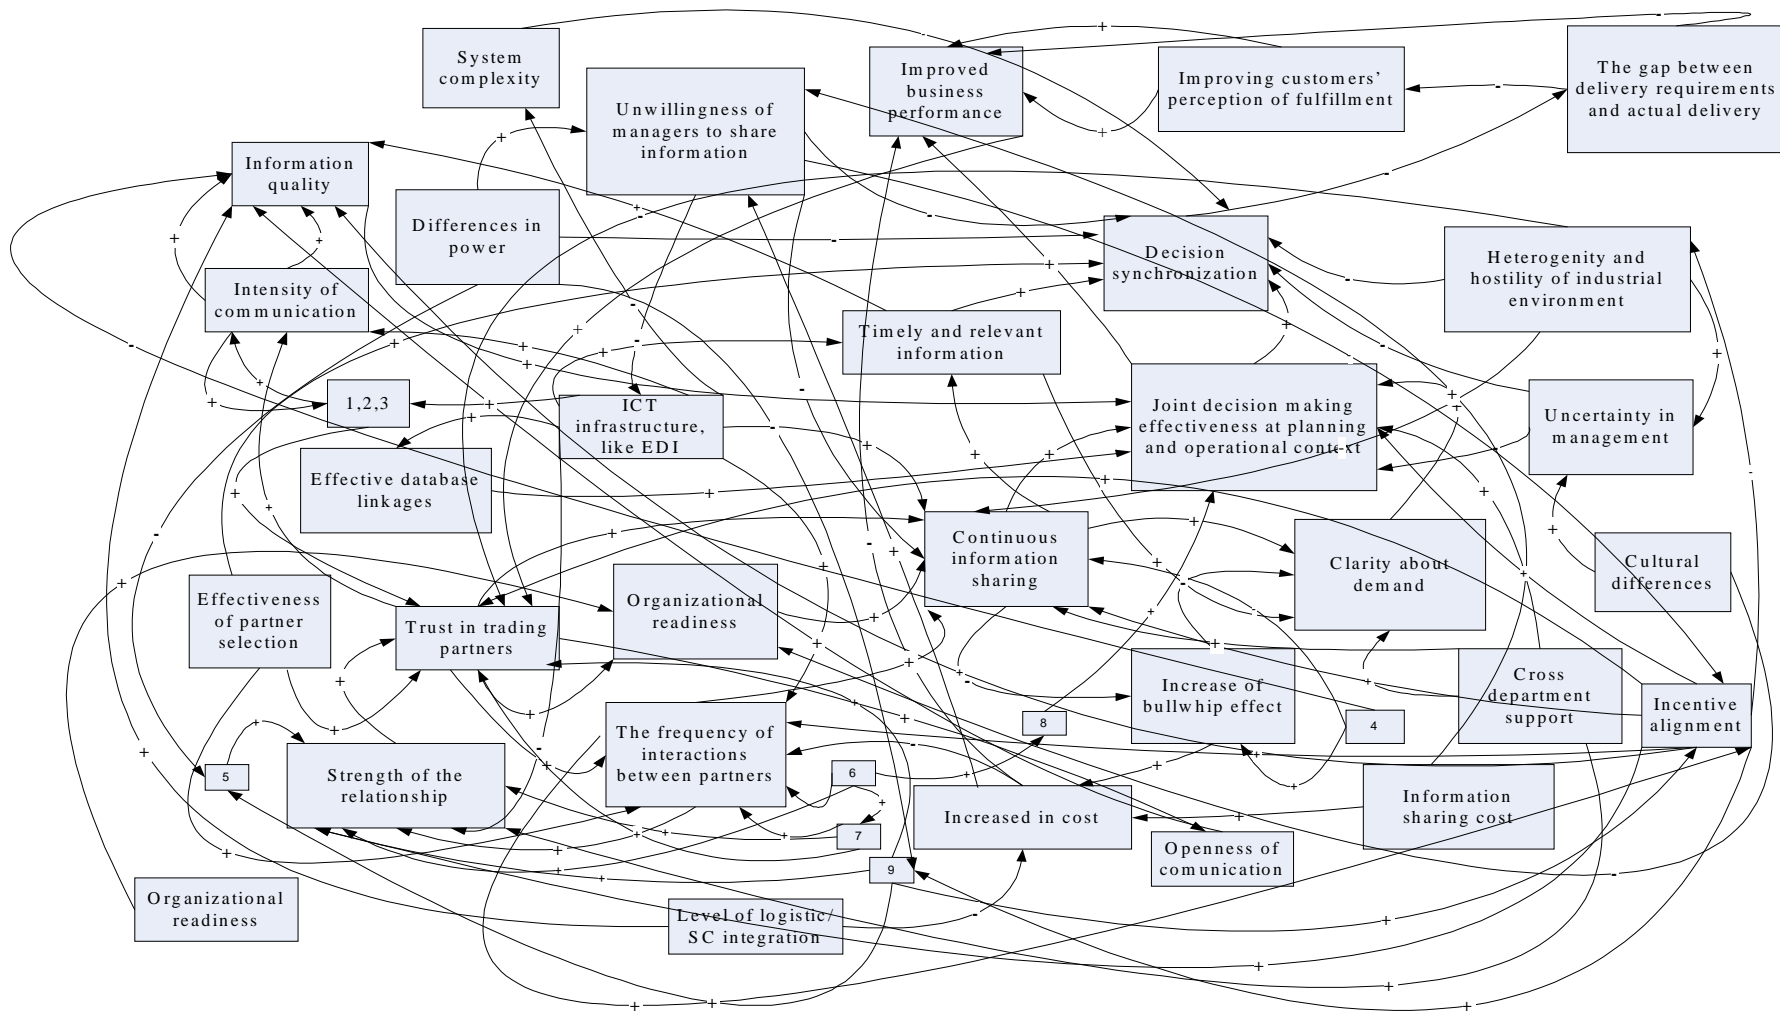 System
complexity
Unwillingness of
managers to share
information
Improved
business
performance
Improving customers'
perception of fulfillment
The gap between
delivery requirements
and actual delivery
Information
quality
Differences in
power
Decision
synchronization
Heterogenity and
hostility of industrial
environment
Intensity of
communication
Timely and relevant
information
1,2,3
ICT
infrastructure,
like EDI
Joint decision making
effectiveness at planning
and operational context
Uncertainty in
management
Effective database
linkages
Continuous
information
sharing
Clarity about
demand
Cultural
differences
Effectiveness
of partner
selection
Trust in trading
partners
Organizational
readiness
Increase of
bullwhip effect
4
Cross
department
support
Incentive
alignment
5
Strength of the
relationship
The frequency of
interactions
between partners
8
6
7
9
Increased in cost
Openness of
comunication
Information
sharing cost
Organizational
readiness
Level of logistic/
SC integration